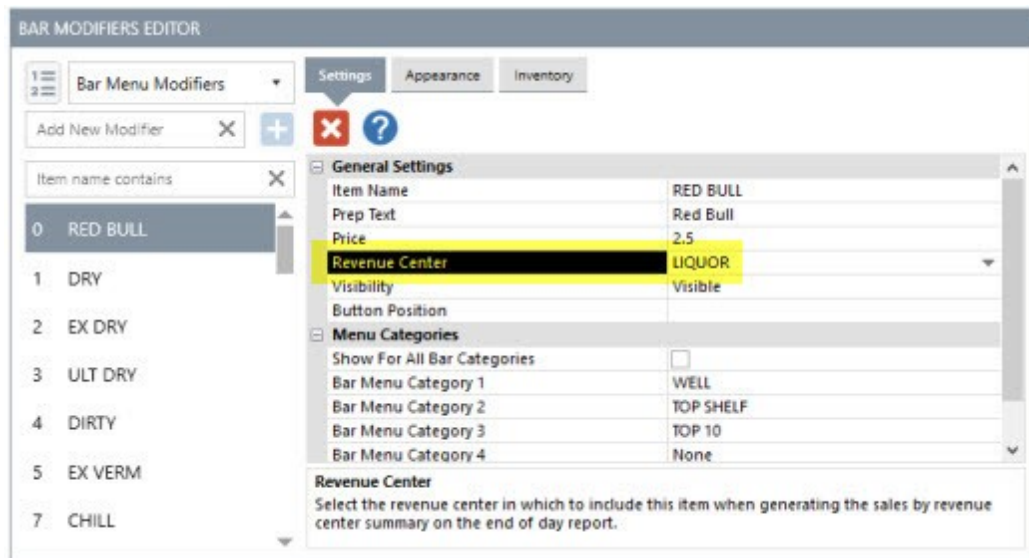 BAR MODIFIERS EDITOR
Bar Menu Modifiers
Add New Modifier
Item name contains
0 RED BULL
1 DRY
2 EX DRY
3 ULT DRY
4 DIRTY
5 EX VERM
7 CHILL
Settings Appearance Inventory
General Settings
Item Name RED BULL
Prep Text Red Bull
Price 2.5
Revenue Center LIQUOR
Visibility Visible
Button Position
Menu Categories
Show For All Bar Categories
Bar Menu Category 1 WELL
Bar Menu Category 2 TOP SHELF
Bar Menu Category 3 TOP 10
Bar Menu Category 4 None
Revenue Center
Select the revenue center in which to include this item when generating the sales by revenue
center summary on the end of day report.